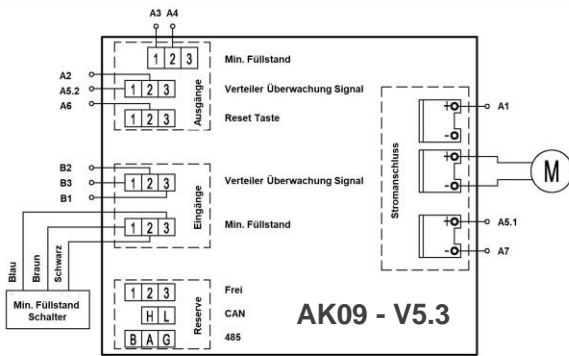 A3 A4
1 2 3 Min. Füllstand
A2
A5.2 1 2 3 Verteiler Überwachung Signal
A6
1 2 3 Reset Taste
Ausgänge
B2
B3 1 2 3 Verteiler Überwachung Signal
B1
1 2 3 Min. Füllstand
Eingänge
Blau
Braun
Schwarz
Min. Füllstand
Schalter
1 2 3 Frei
H L CAN
B A G 485
Reserve
AK09 - V5.3
Stromanschluss
+ A1
-
+
-
M
+ A5.1
- A7